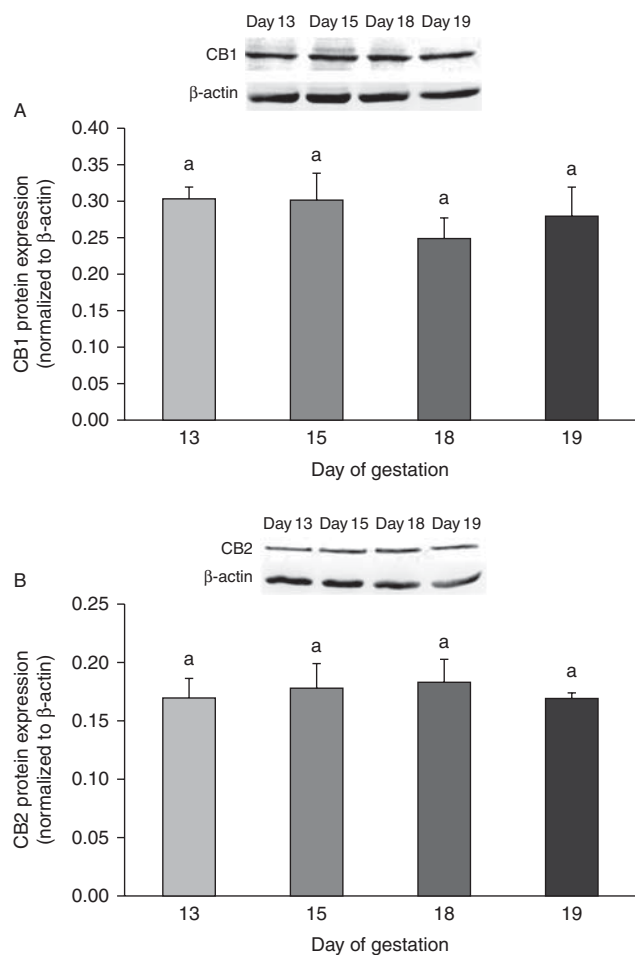 Day 13 Day 15 Day 18 Day 19
CB1
β-actin
A
0.40
a
a
a
a
0.35
0.30
0.25
0.20
0.15
0.10
0.05
0.00
CB1 protein expression
(normalized to β-actin)
13 15 18 19
Day of gestation
Day 13 Day 15 Day 18 Day 19
CB2
β-actin
B
0.25
a
a
a
a
0.20
0.15
0.10
0.05
0.00
CB2 protein expression
(normalized to β-actin)
13 15 18 19
Day of gestation